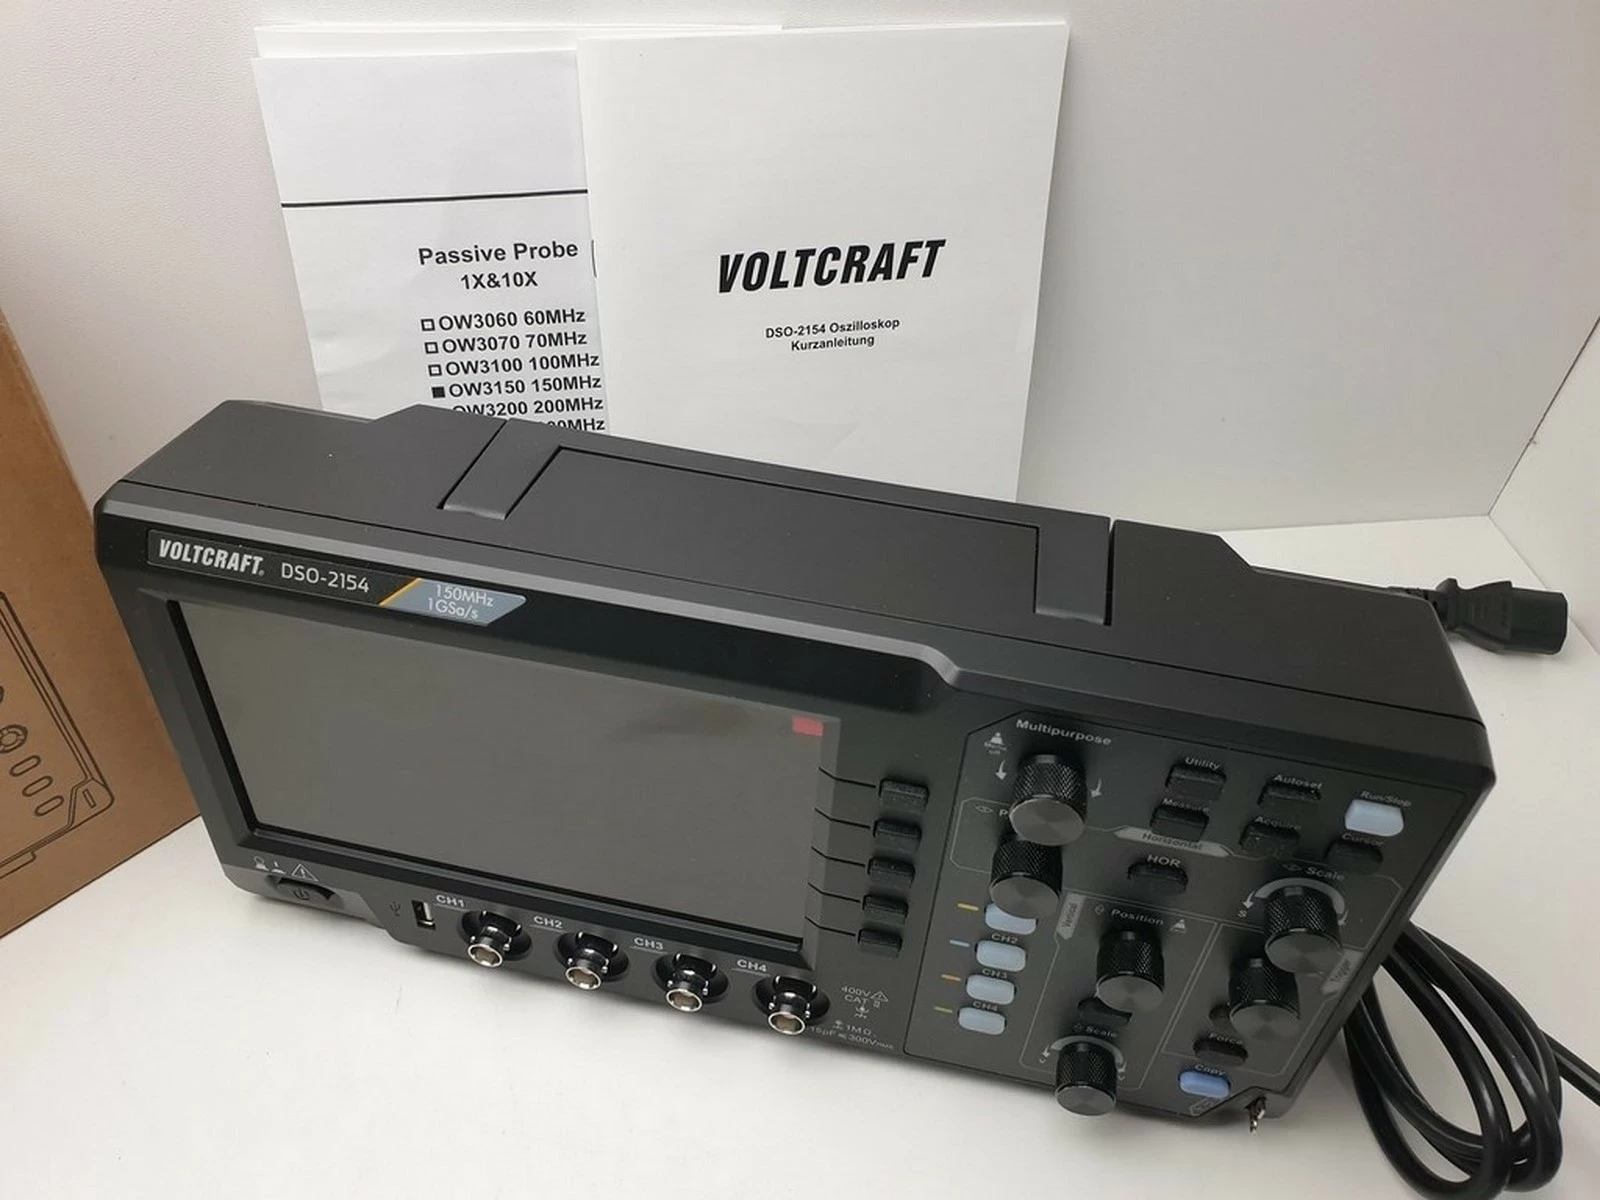 Passive Probe
1X&10X
OW3060 60MHz
OW3070 70MHz
OW3100 100MHz
OW3150 150MHz
OW3200 200MHz
VOLTCRAFT
DSO-2154 Oszilloskop
Kurzanleitung
VOLTCRAFT® DSO-2154
150MHz
1GSa/s
Multipurpose
Utility
Autoset
Run/Stop
Measure
Acquire
Cursor
Horizontal
HOR
Scale
Vertical
Position
CH2
CH3
CH4
Scale
Trigger
Force
Copy
CH1
CH2
CH3
CH4
400V
CAT II
1MΩ
15pF 300V